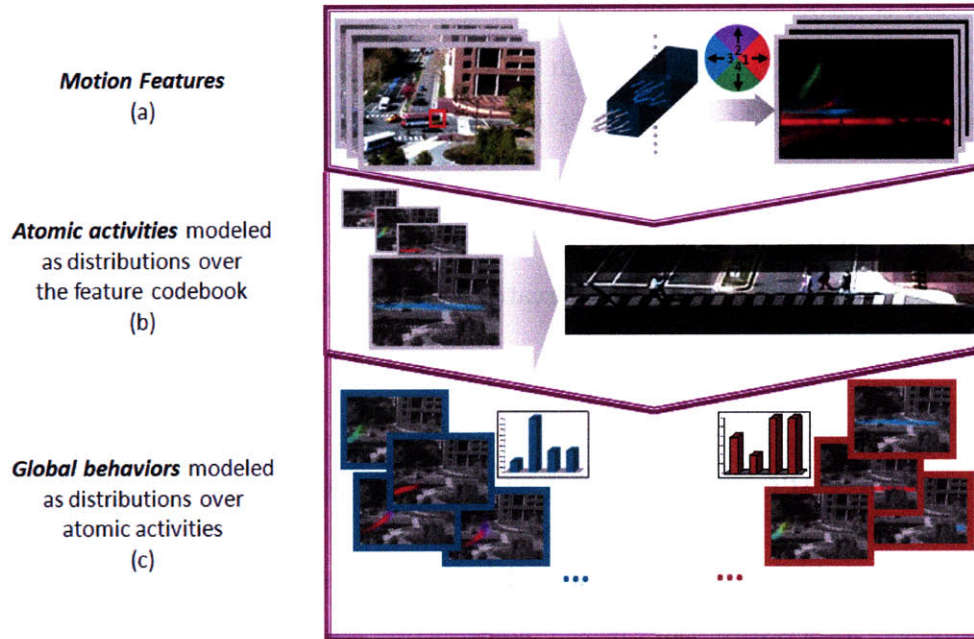 Motion Features
(a)
2
3 1
4
Atomic activities modeled
as distributions over
the feature codebook
(b)
Global behaviors modeled
as distributions over
atomic activities
(c)